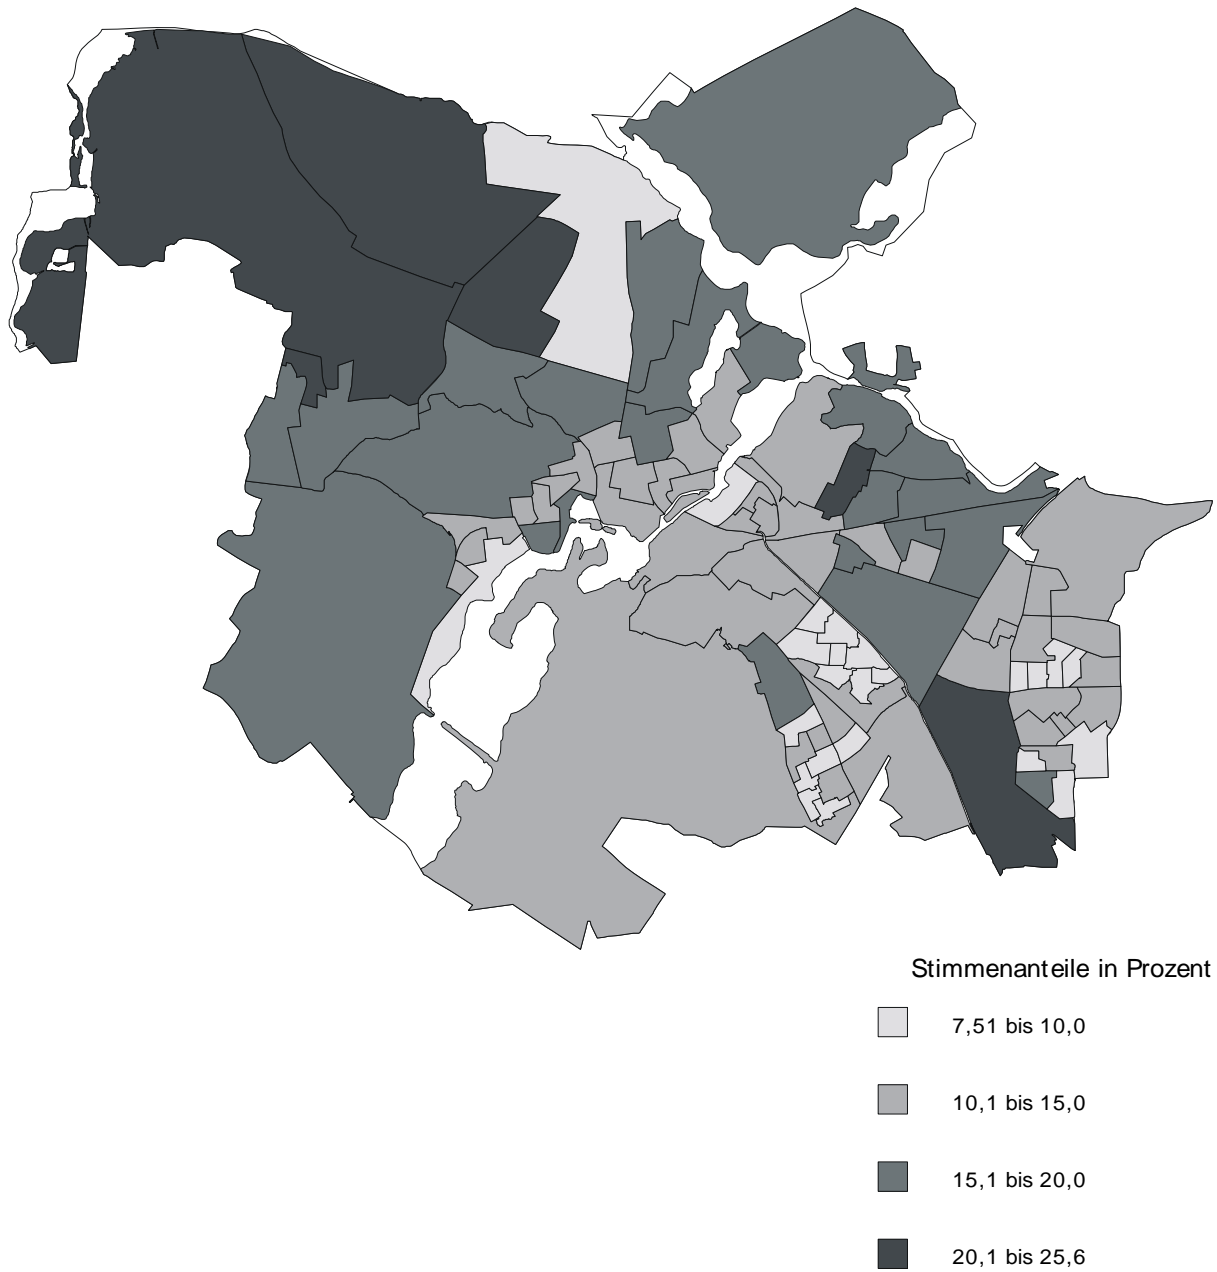 Stimmenanteile in Prozent
7,51 bis 10,0
10,1 bis 15,0
15,1 bis 20,0
20,1 bis 25,6